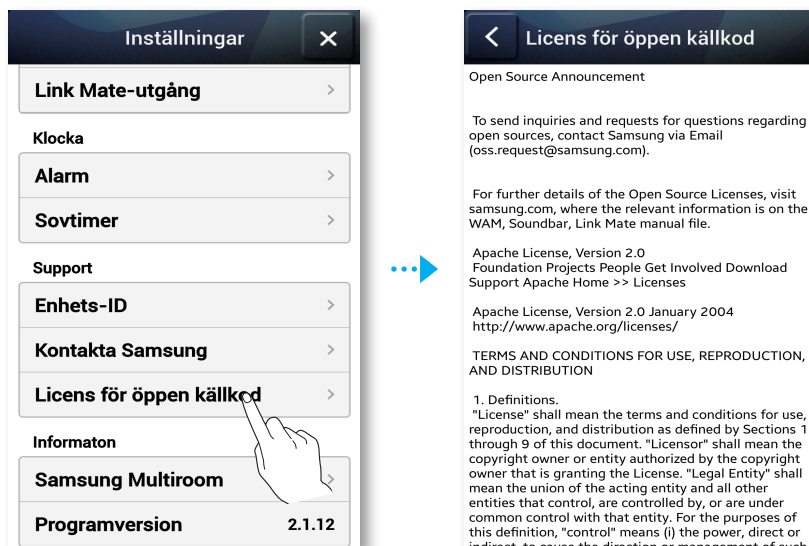 Inställningar
Link Mate-utgång
Klocka
Alarm
Sovtimer
Support
Enhets-ID
Kontakta Samsung
Licens för öppen källkod
Informaton
Samsung Multiroom
Programversion 2.1.12
Licens för öppen källkod
Open Source Announcement
To send inquiries and requests for questions regarding
open sources, contact Samsung via Email
(oss.request@samsung.com).
For further details of the Open Source Licenses, visit
samsung.com, where the relevant information is on the
WAM, Soundbar, Link Mate manual file.
Apache License, Version 2.0
Foundation Projects People Get Involved Download
Support Apache Home >> Licenses
Apache License, Version 2.0 January 2004
http://www.apache.org/licenses/
TERMS AND CONDITIONS FOR USE, REPRODUCTION,
AND DISTRIBUTION
1. Definitions.
"License" shall mean the terms and conditions for use,
reproduction, and distribution as defined by Sections 1
through 9 of this document. "Licensor" shall mean the
copyright owner or entity authorized by the copyright
owner that is granting the License. "Legal Entity" shall
mean the union of the acting entity and all other
entities that control, are controlled by, or are under
common control with that entity. For the purposes of
this definition, "control" means (i) the power, direct or
indirect, to cause the direction or management of such